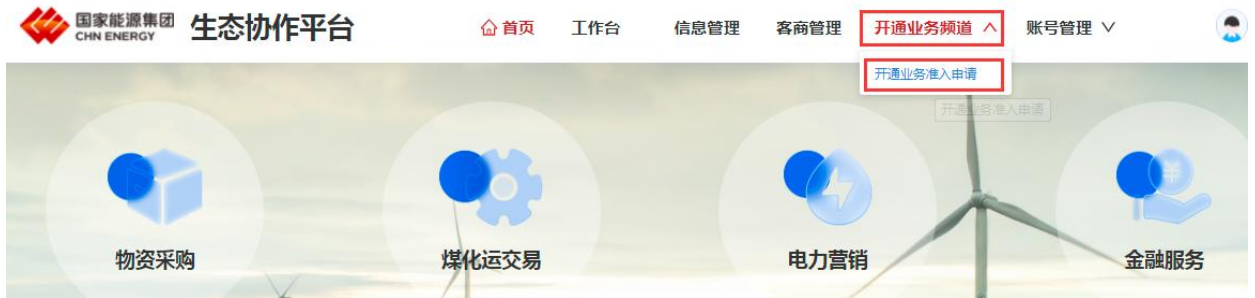 国家能源集团
CHN ENERGY
生态协作平台
首页 工作台 信息管理 客商管理 开通业务频道 账号管理
开通业务准入申请
开通业务准入申请
物资采购 煤化运交易 电力营销 金融服务